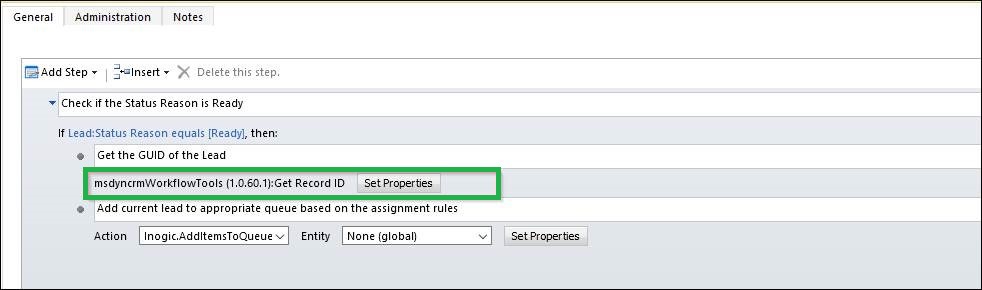 General Administration Notes
Add Step Insert Delete this step.
Check if the Status Reason is Ready
If Lead:Status Reason equals [Ready], then:
Get the GUID of the Lead
msdyncrmWorkflowTools (1.0.60.1):Get Record ID Set Properties
Add current lead to appropriate queue based on the assignment rules
Action Inogic.AddItemsToQueue Entity None (global) Set Properties